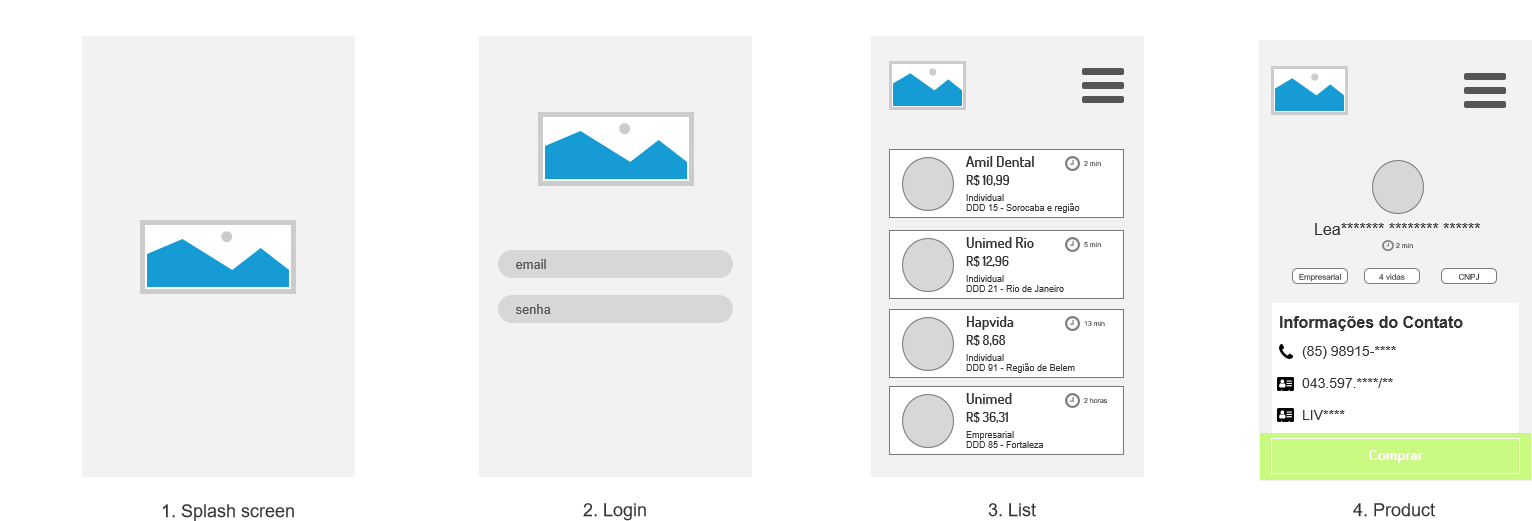 1. Splash screen
email
senha
2. Login
Amil Dental
2 min
R$ 10,99
Individual
DDD 15 - Sorocaba e região
Unimed Rio
5 min
R$ 12,96
Individual
DDD 21 - Rio de Janeiro
Hapvida
13 min
R$ 8,68
Individual
DDD 91 - Região de Belem
Unimed
2 horas
R$ 36,31
Empresarial
DDD 85 - Fortaleza
3. List
Lea******* ******** ******
2 min
Empresarial
4 vidas
CNPJ
Informações do Contato
(85) 98915-****
043.597.****/**
LIV****
Comprar
4. Product